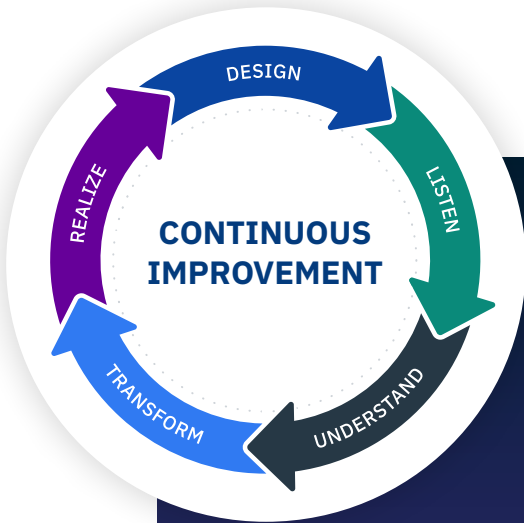 DESIGN
LISTEN
UNDERSTAND
TRANSFORM
REALIZE
CONTINUOUS
IMPROVEMENT